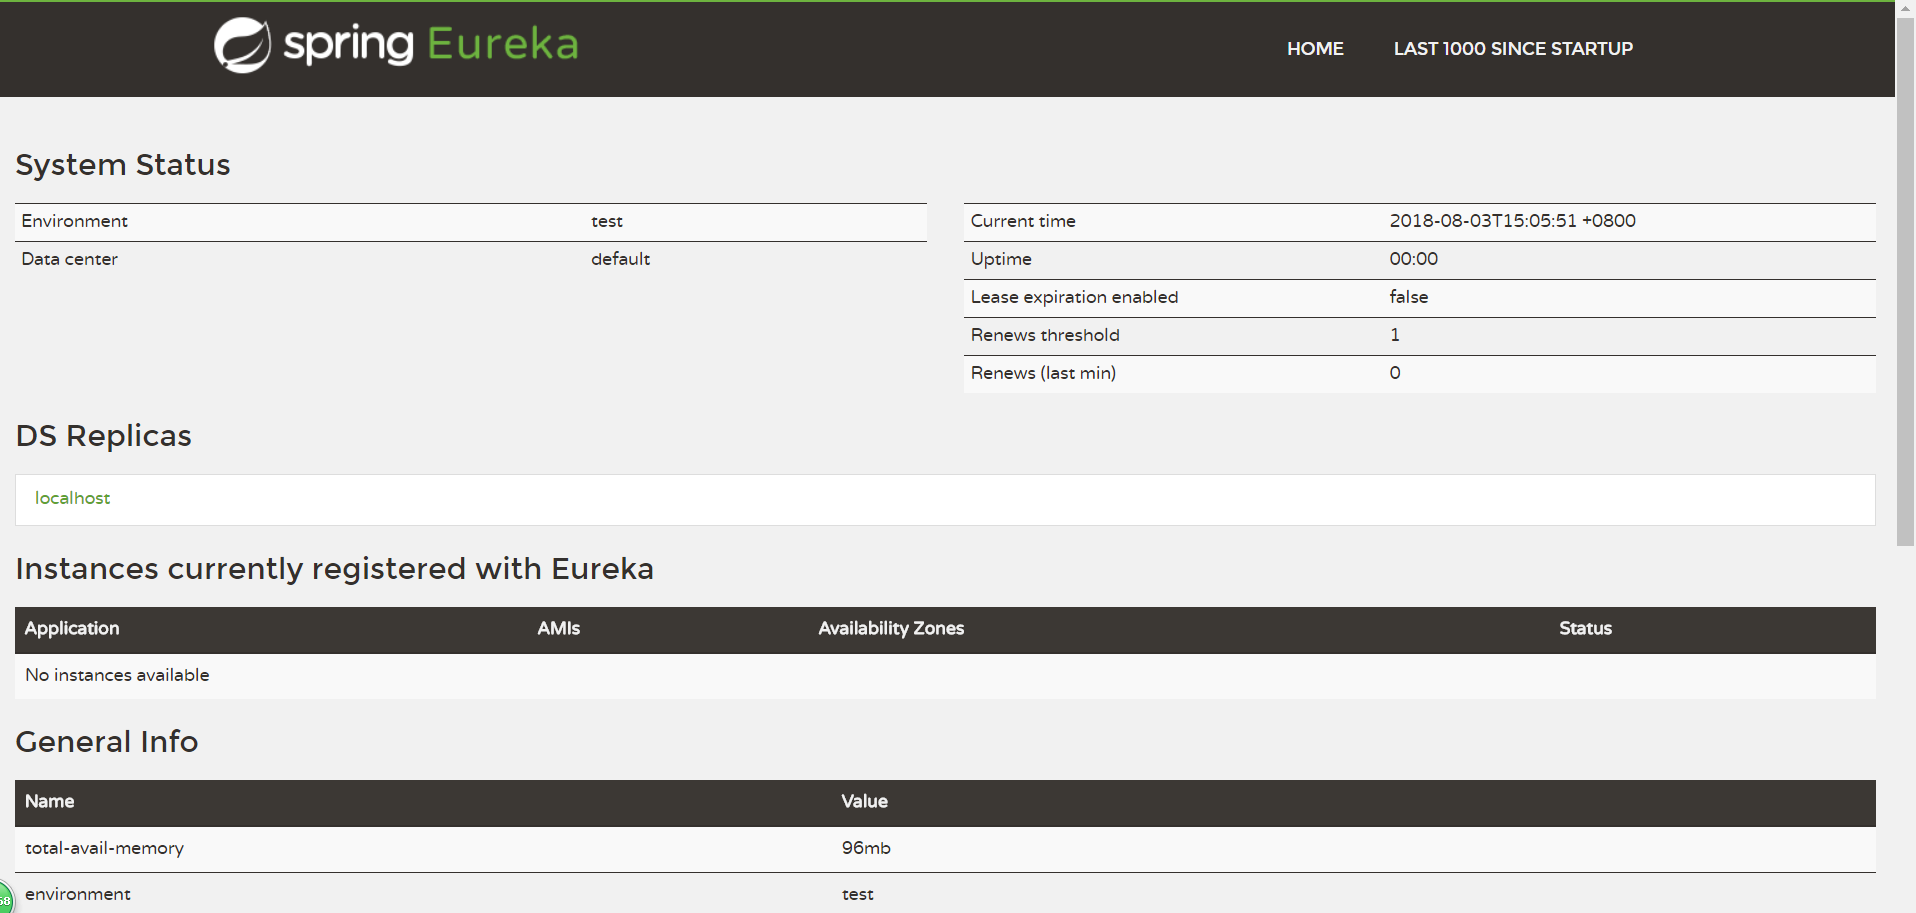 spring Eureka
HOME LAST 1000 SINCE STARTUP
System Status
Environment test
Data center default
Current time 2018-08-03T15:05:51 +0800
Uptime 00:00
Lease expiration enabled false
Renews threshold 1
Renews (last min) 0
DS Replicas
localhost
Instances currently registered with Eureka
Application AMIs Availability Zones Status
No instances available
General Info
Name Value
total-avail-memory 96mb
environment test